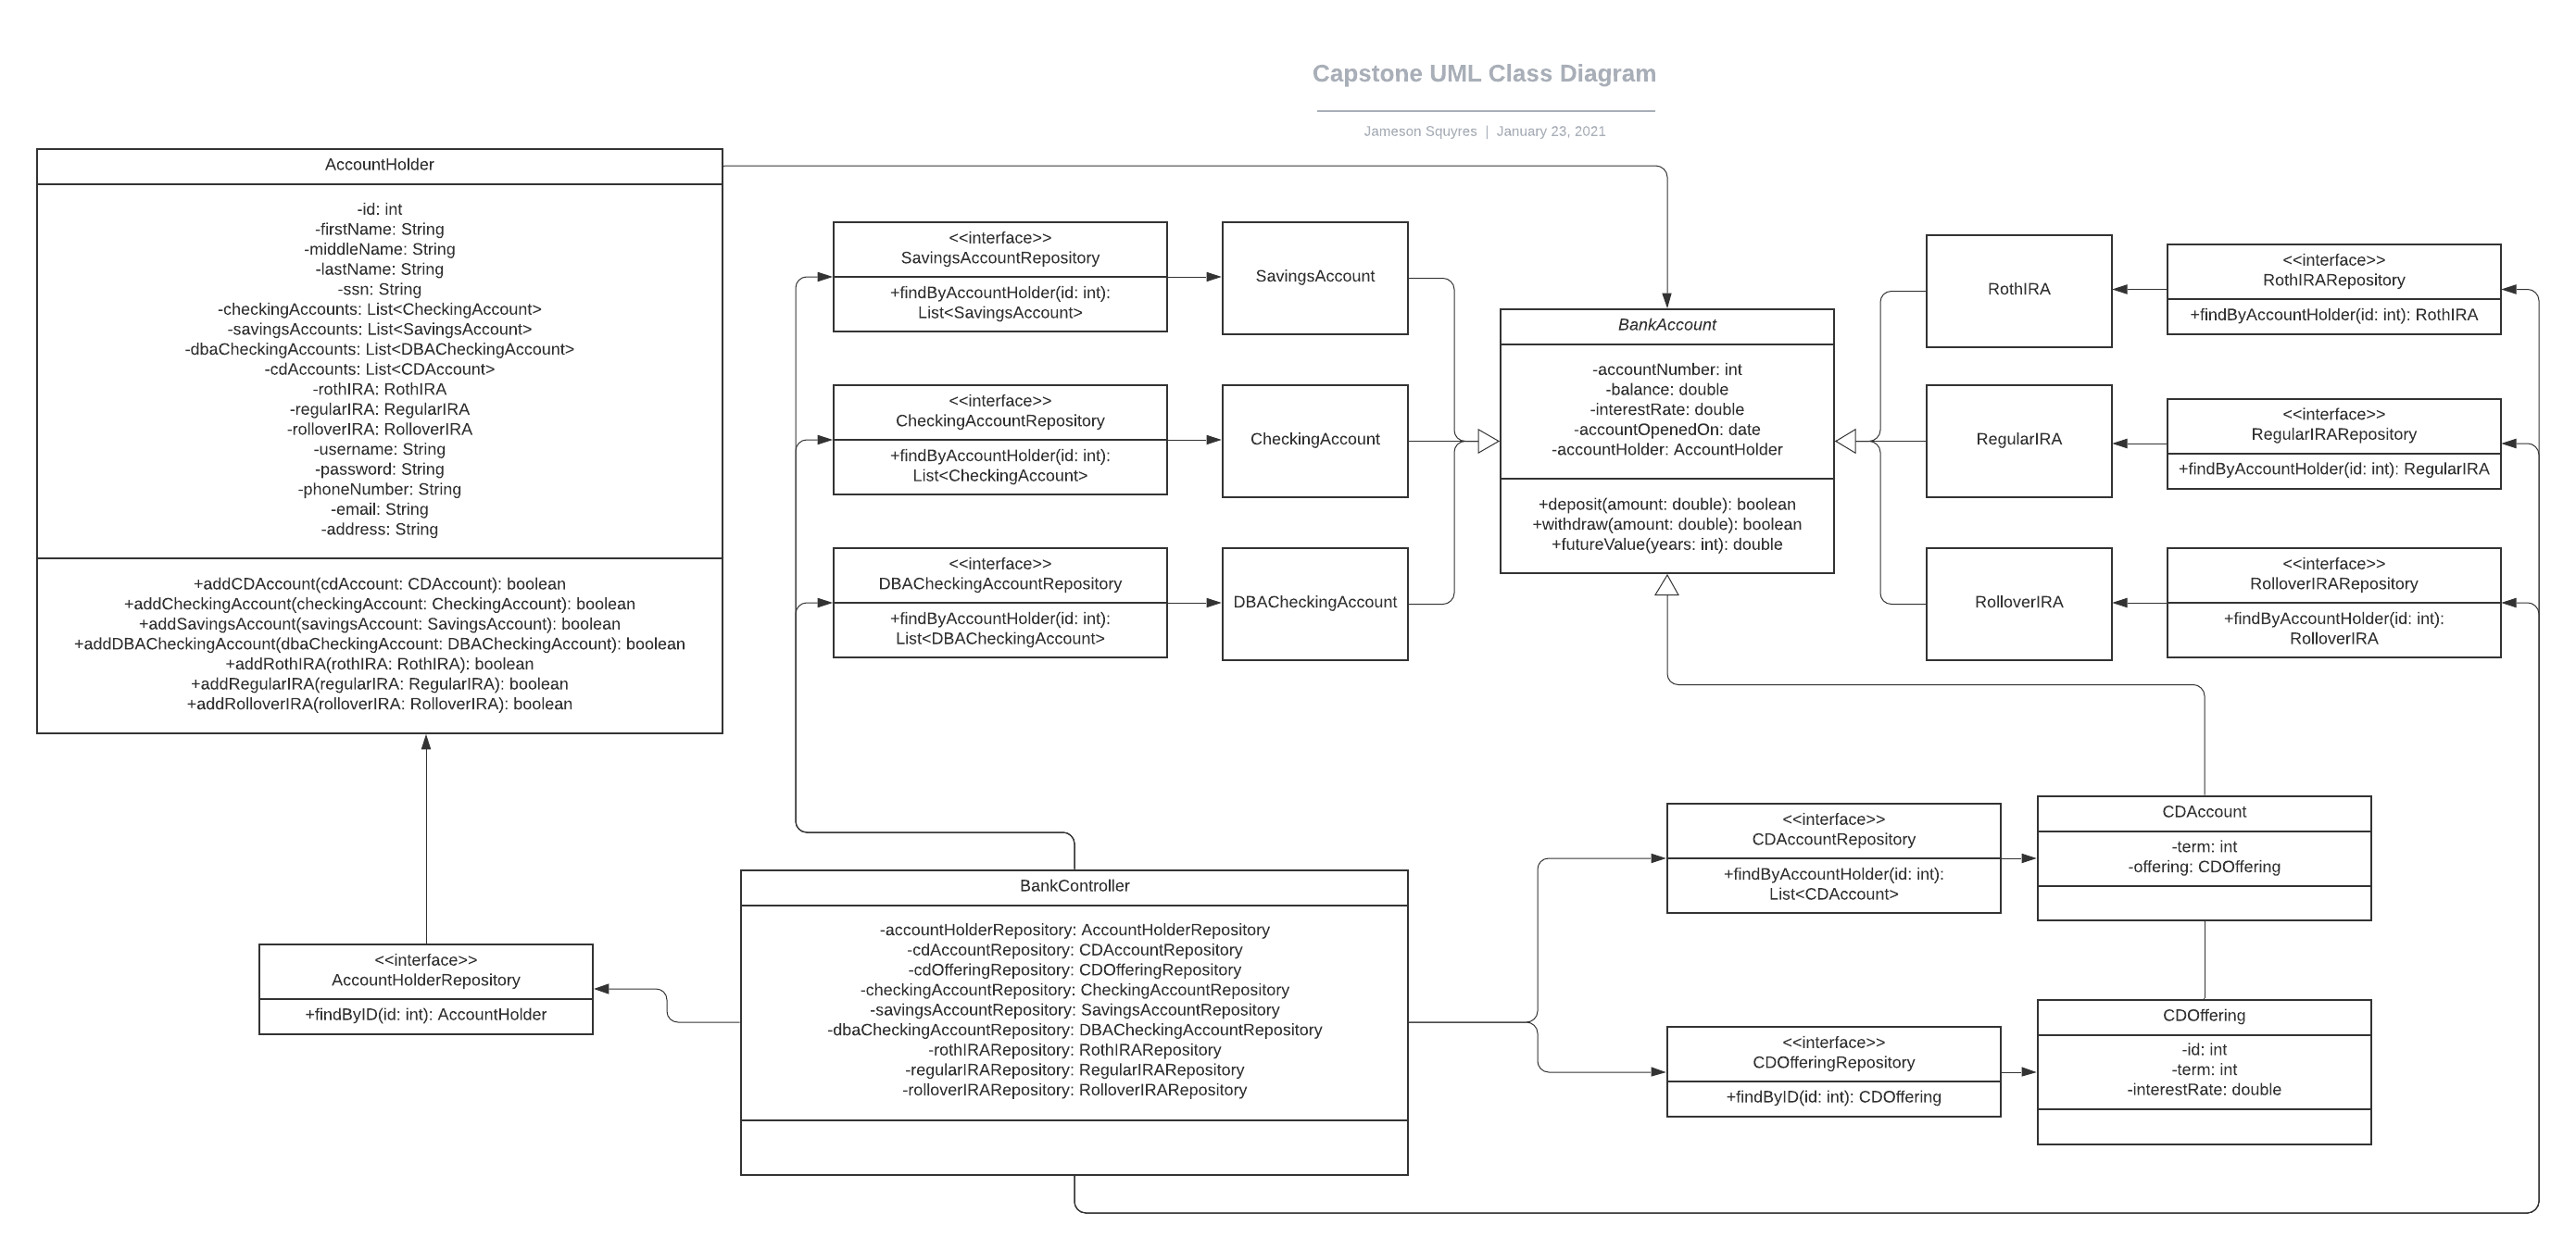 Capstone UML Class Diagram
Jameson Squyres | January 23, 2021
AccountHolder
-id: int
-firstName: String
-middleName: String
-lastName: String
-ssn: String
-checkingAccounts: List<CheckingAccount>
-savingsAccounts: List<SavingsAccount>
-dbaCheckingAccounts: List<DBACheckingAccount>
-cdAccounts: List<CDAccount>
-rothIRA: RothIRA
-regularIRA: RegularIRA
-rolloverIRA: RolloverIRA
-username: String
-password: String
-phoneNumber: String
-email: String
-address: String
+addCDAccount(cdAccount: CDAccount): boolean
+addCheckingAccount(checkingAccount: CheckingAccount): boolean
+addSavingsAccount(savingsAccount: SavingsAccount): boolean
+addDBACheckingAccount(dbaCheckingAccount: DBACheckingAccount): boolean
+addRothIRA(rothIRA: RothIRA): boolean
+addRegularIRA(regularIRA: RegularIRA): boolean
+addRolloverIRA(rolloverIRA: RolloverIRA): boolean
<<interface>>
SavingsAccountRepository
+findByAccountHolder(id: int):
List<SavingsAccount>
SavingsAccount
<<interface>>
CheckingAccountRepository
+findByAccountHolder(id: int):
List<CheckingAccount>
CheckingAccount
<<interface>>
DBACheckingAccountRepository
+findByAccountHolder(id: int):
List<DBACheckingAccount>
DBACheckingAccount
BankAccount
-accountNumber: int
-balance: double
-interestRate: double
-accountOpenedOn: date
-accountHolder: AccountHolder
+deposit(amount: double): boolean
+withdraw(amount: double): boolean
+futureValue(years: int): double
RothIRA
<<interface>>
RothIRARepository
+findByAccountHolder(id: int): RothIRA
RegularIRA
<<interface>>
RegularIRARepository
+findByAccountHolder(id: int): RegularIRA
RolloverIRA
<<interface>>
RolloverIRARepository
+findByAccountHolder(id: int):
RolloverIRA
<<interface>>
AccountHolderRepository
+findByID(id: int): AccountHolder
BankController
-accountHolderRepository: AccountHolderRepository
-cdAccountRepository: CDAccountRepository
-cdOfferingRepository: CDOfferingRepository
-checkingAccountRepository: CheckingAccountRepository
-savingsAccountRepository: SavingsAccountRepository
-dbaCheckingAccountRepository: DBACheckingAccountRepository
-rothIRARepository: RothIRARepository
-regularIRARepository: RegularIRARepository
-rolloverIRARepository: RolloverIRARepository
<<interface>>
CDAccountRepository
+findByAccountHolder(id: int):
List<CDAccount>
CDAccount
-term: int
-offering: CDOffering
<<interface>>
CDOfferingRepository
+findByID(id: int): CDOffering
CDOffering
-id: int
-term: int
-interestRate: double